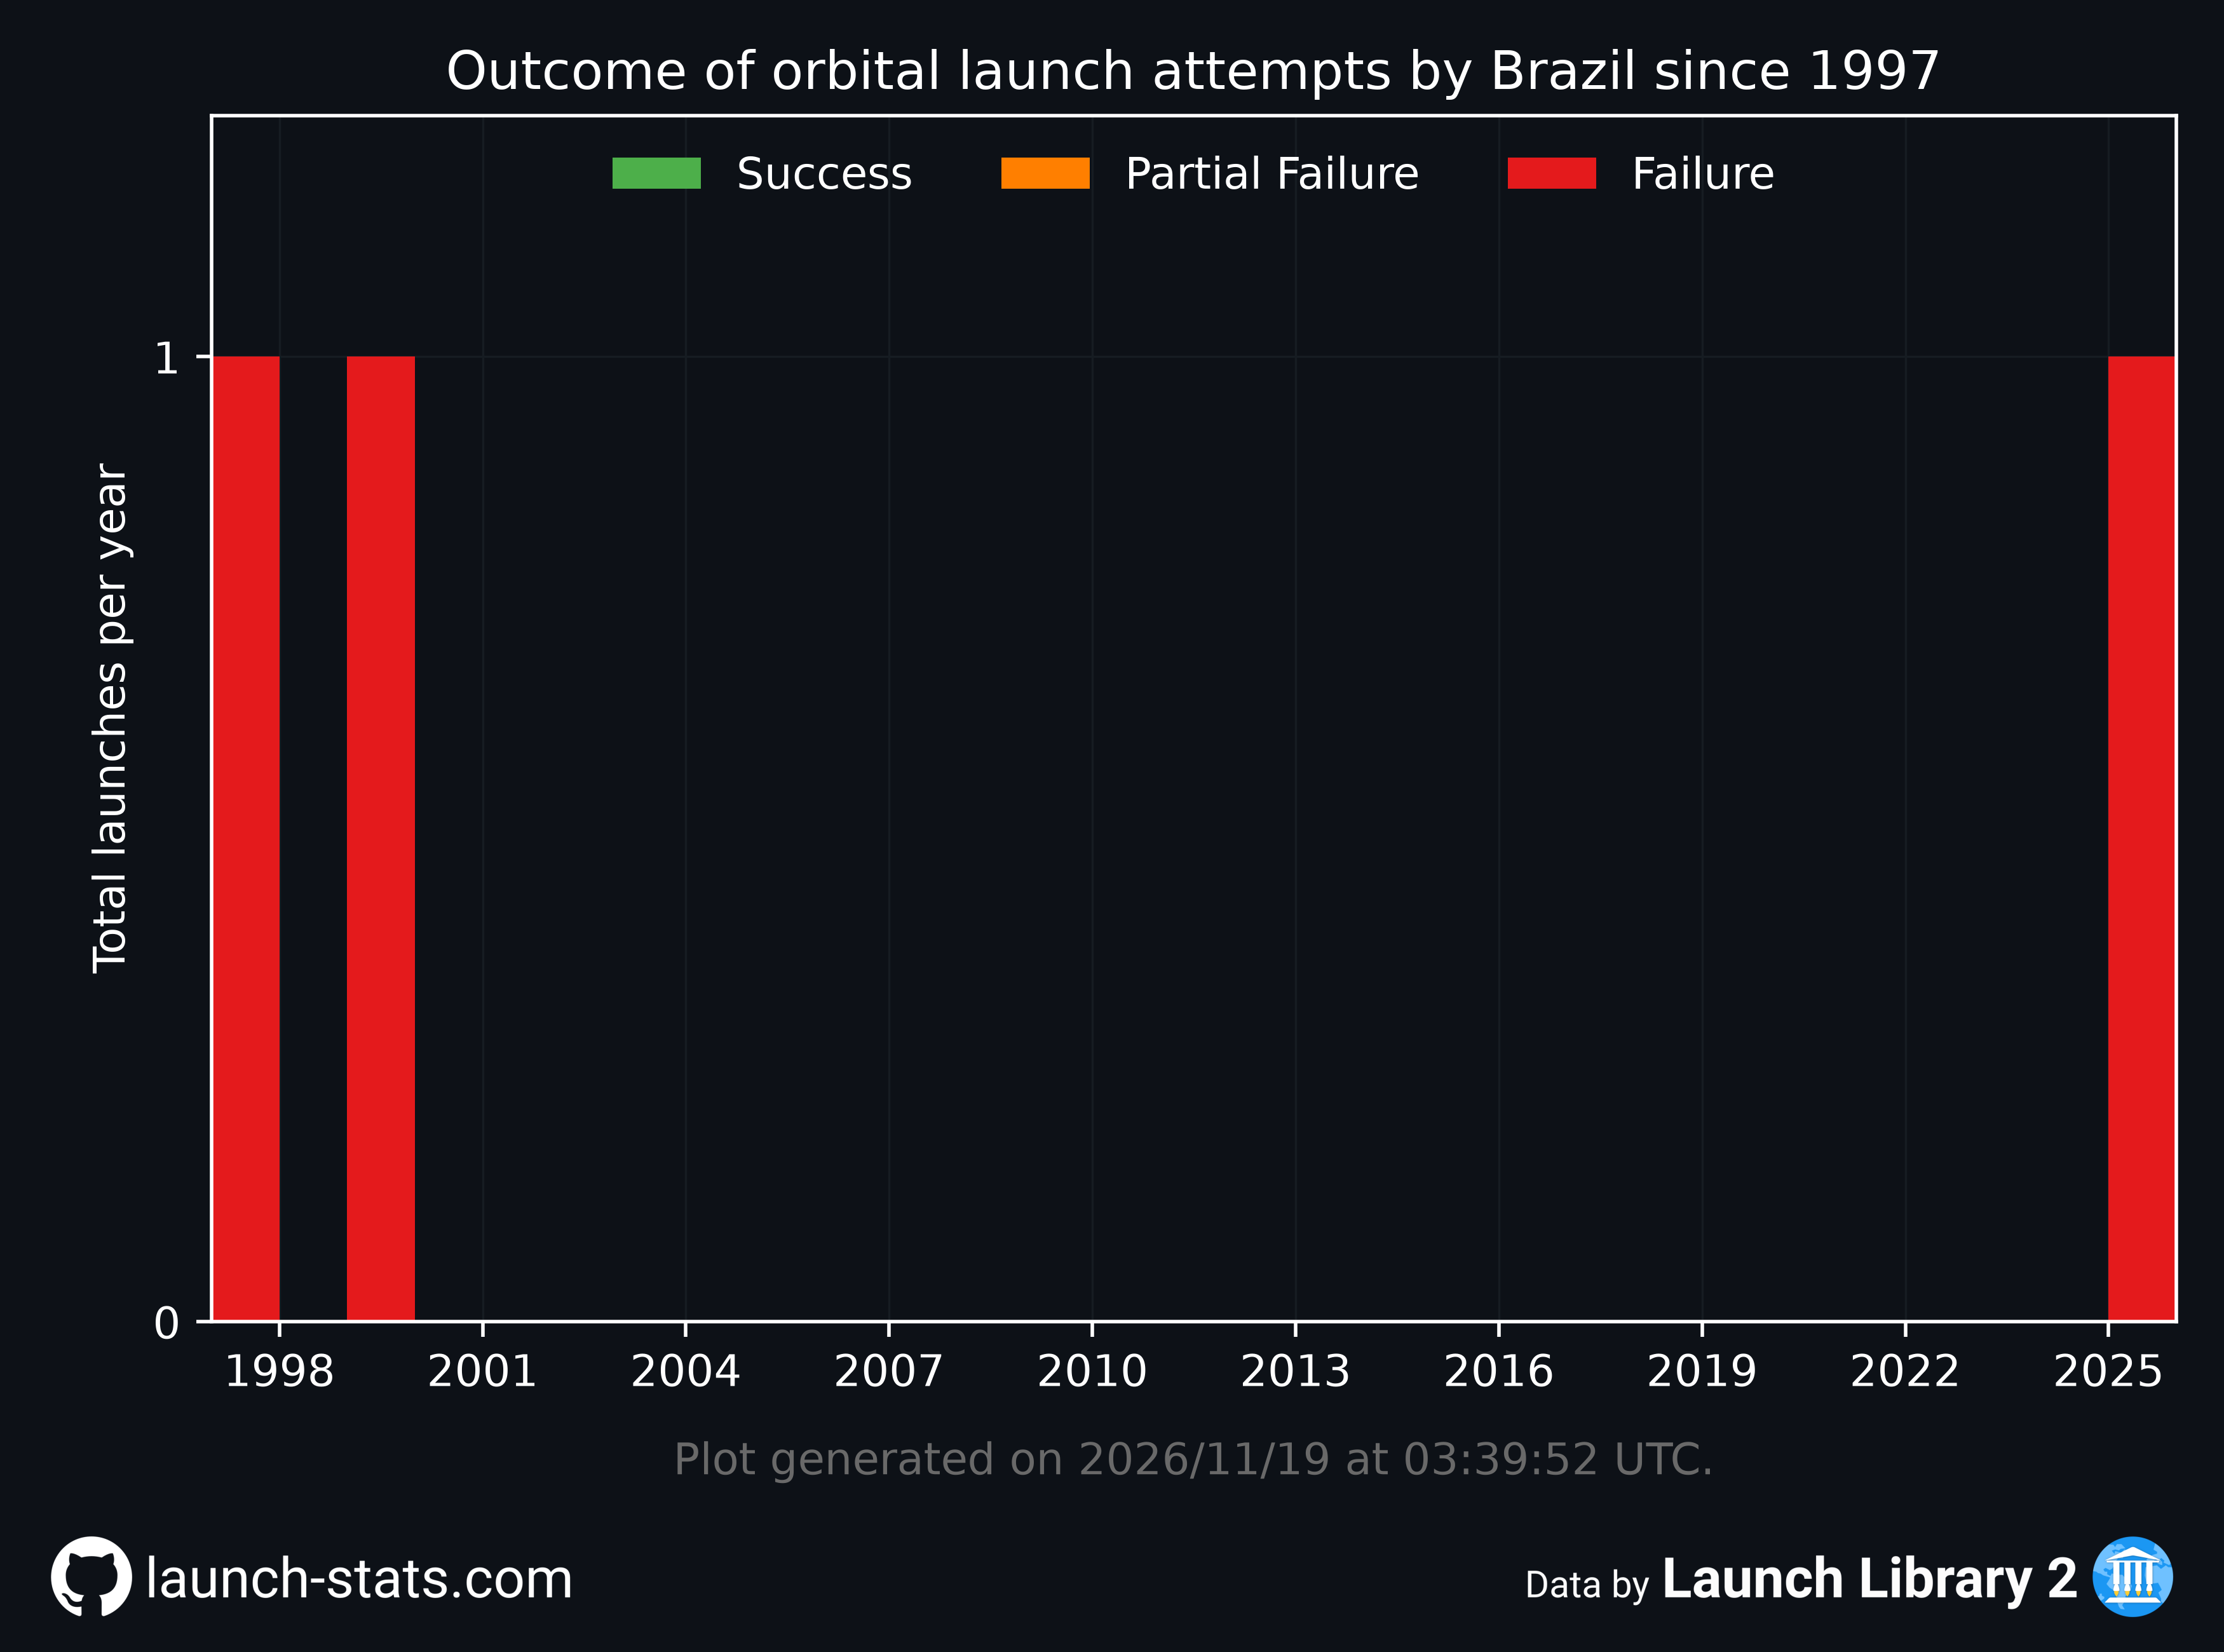 Outcome of orbital launch attempts by Brazil since 1997
Success
Partial Failure
Failure
Total launches per year
1
0
1998
2001
2004
2007
2010
2013
2016
2019
2022
2025
Plot generated on 2026/11/19 at 03:39:52 UTC.
launch-stats.com
Data by Launch Library 2